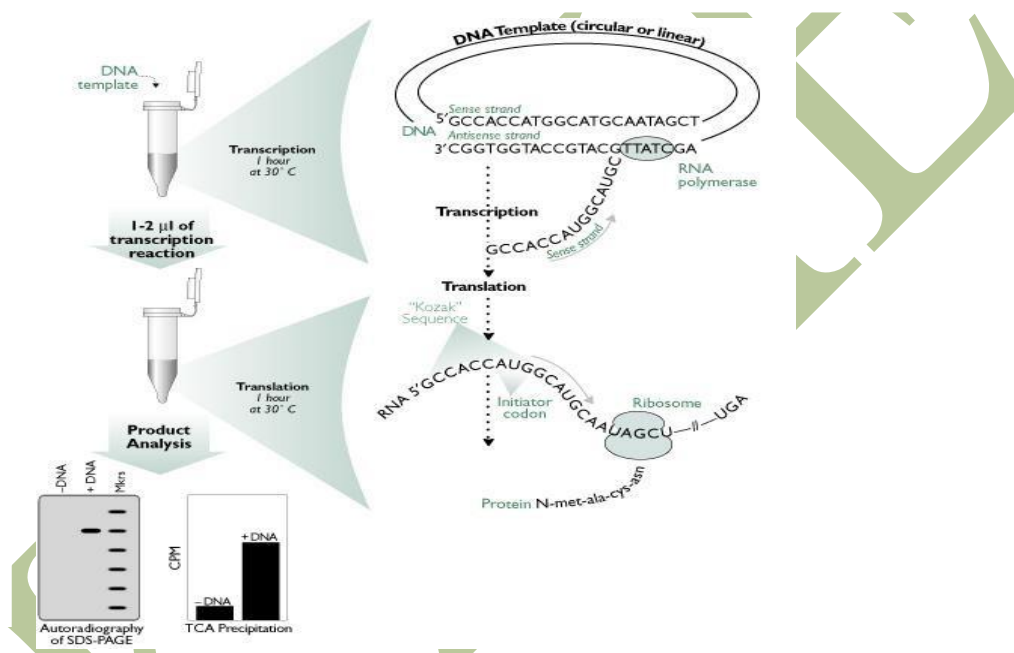 DNA Template (circular or linear)
DNA
template
Sense strand
5′GCCACCATGGCATGCAATAGCT
DNA
Antisense strand
3′CGGTGGTACCGTACGTTATCGA
RNA
polymerase
Transcription
1 hour
at 30° C
Transcription
GCCACCAUGGCAUGC
Sense strand
1-2 µl of
transcription
reaction
Translation
"Kozak"
Sequence
RNA 5′GCCACCAUGGCAUGCAAUAGCU—//—UGA
Initiator
codon
Ribosome
Translation
1 hour
at 30° C
Protein N-met-ala-cys-asn
Product
Analysis
–DNA
+ DNA
Mkrs
CPM
+ DNA
– DNA
Autoradiography
of SDS-PAGE
TCA Precipitation